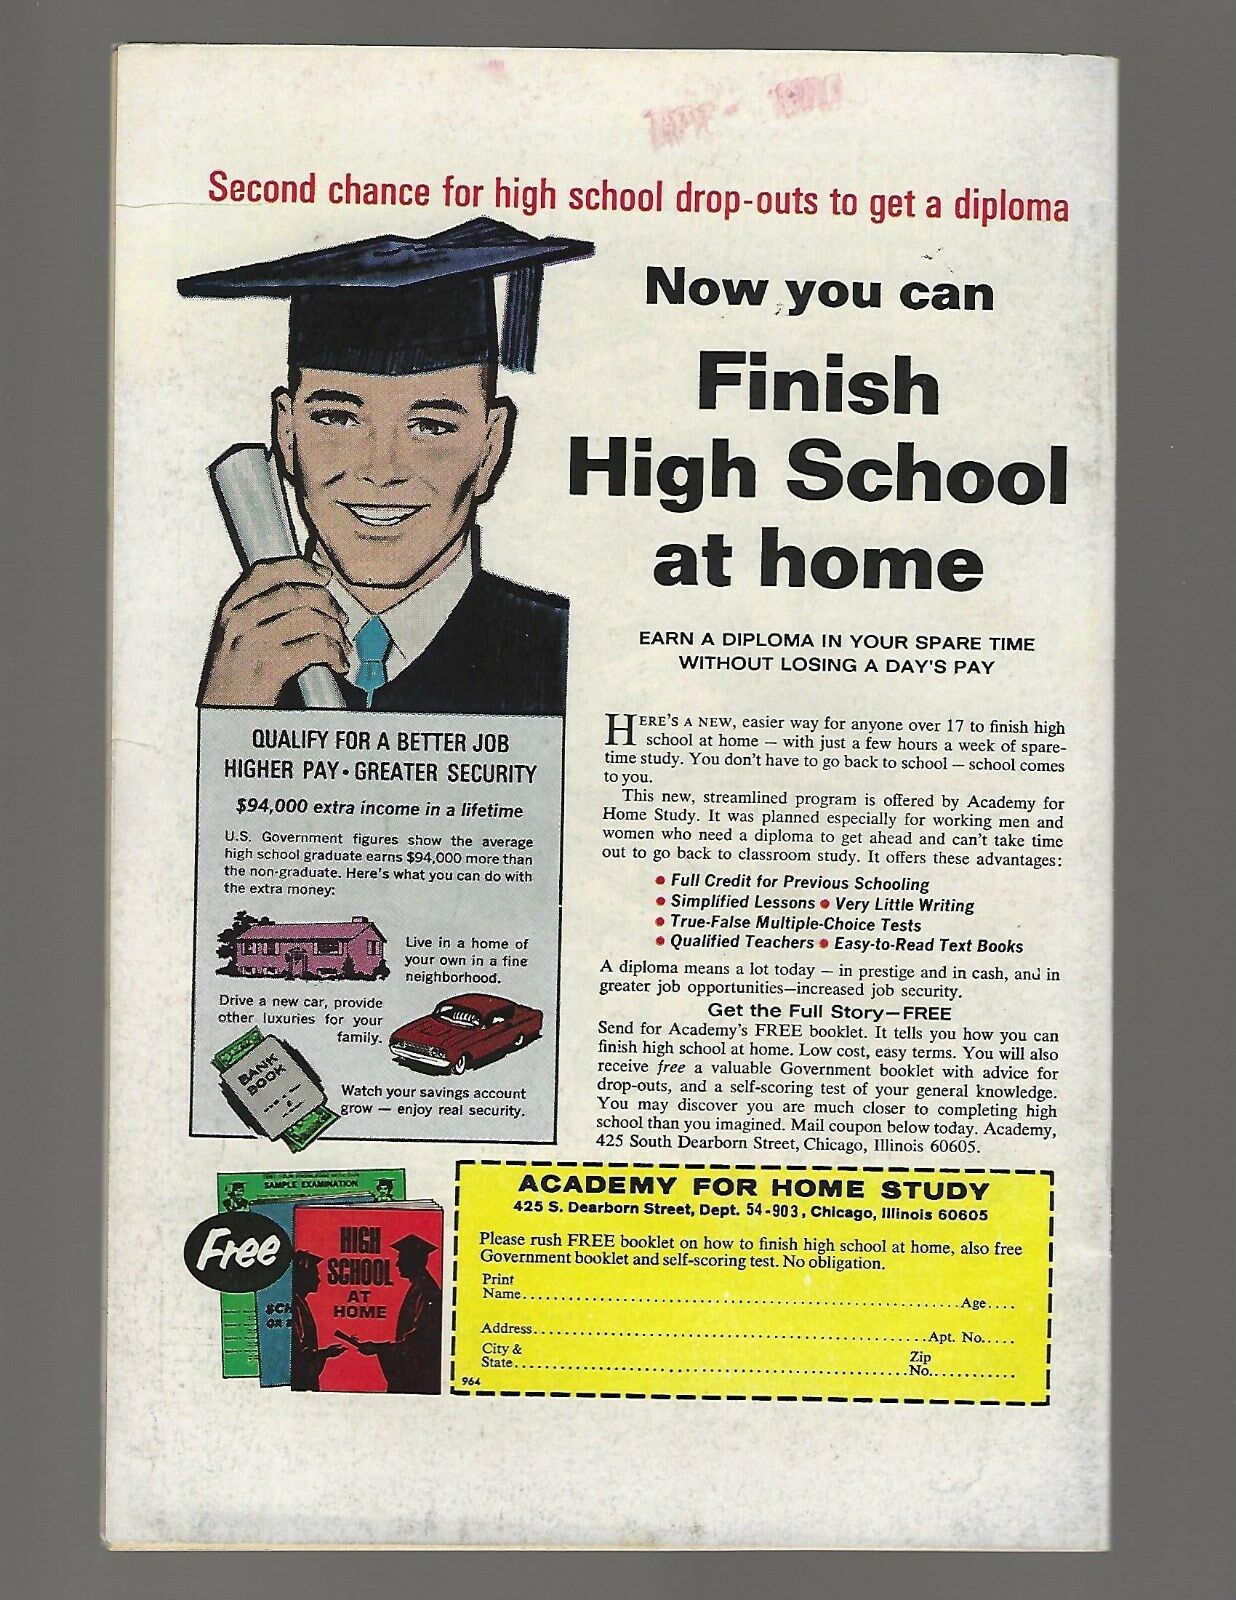 Second chance for high school drop-outs to get a diploma
Now you can
Finish
High School
at home
EARN A DIPLOMA IN YOUR SPARE TIME
WITHOUT LOSING A DAY'S PAY
HERE'S A NEW, easier way for anyone over 17 to finish high
school at home — with just a few hours a week of spare-
time study. You don't have to go back to school — school comes
to you.
This new, streamlined program is offered by Academy for
Home Study. It was planned especially for working men and
women who need a diploma to get ahead and can't take time
out to go back to classroom study. It offers these advantages:
• Full Credit for Previous Schooling
• Simplified Lessons • Very Little Writing
• True-False Multiple-Choice Tests
• Qualified Teachers • Easy-to-Read Text Books
A diploma means a lot today — in prestige and in cash, and in
greater job opportunities—increased job security.
Get the Full Story—FREE
Send for Academy's FREE booklet. It tells you how you can
finish high school at home. Low cost, easy terms. You will also
receive free a valuable Government booklet with advice for
drop-outs, and a self-scoring test of your general knowledge.
You may discover you are much closer to completing high
school than you imagined. Mail coupon below today. Academy,
425 South Dearborn Street, Chicago, Illinois 60605.
QUALIFY FOR A BETTER JOB
HIGHER PAY • GREATER SECURITY
$94,000 extra income in a lifetime
U.S. Government figures show the average
high school graduate earns $94,000 more than
the non-graduate. Here's what you can do with
the extra money:
Live in a home of
your own in a fine
neighborhood.
Drive a new car, provide
other luxuries for your
family.
BANK
BOOK
Watch your savings account
grow — enjoy real security.
SAMPLE EXAMINATION
Free
HIGH
SCHOOL
AT
HOME
ACADEMY FOR HOME STUDY
425 S. Dearborn Street, Dept. 54-903, Chicago, Illinois 60605
Please rush FREE booklet on how to finish high school at home, also free
Government booklet and self-scoring test. No obligation.
Print
Name.......... Age....
Address.......... Apt. No.....
City & Zip
State.......... No............
964